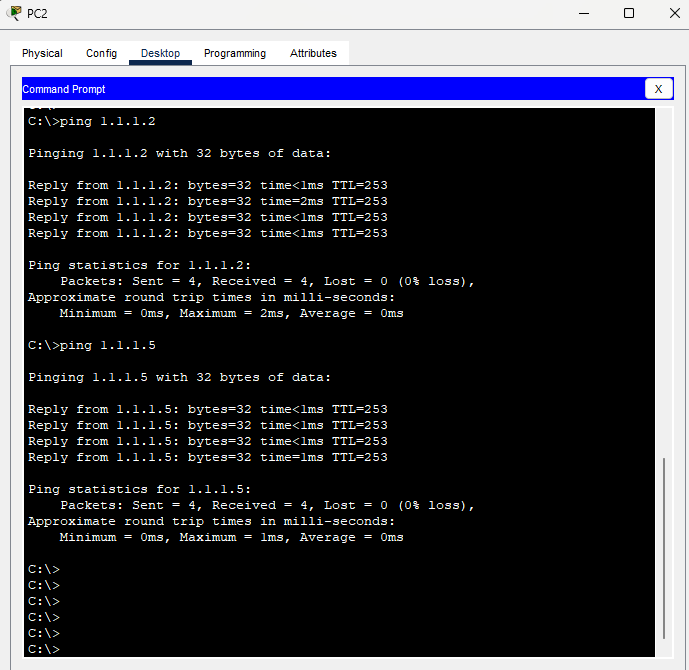 PC2
Physical Config Desktop Programming Attributes
Command Prompt X
C:\>ping 1.1.1.2
Pinging 1.1.1.2 with 32 bytes of data:
Reply from 1.1.1.2: bytes=32 time<1ms TTL=253
Reply from 1.1.1.2: bytes=32 time=2ms TTL=253
Reply from 1.1.1.2: bytes=32 time<1ms TTL=253
Reply from 1.1.1.2: bytes=32 time<1ms TTL=253
Ping statistics for 1.1.1.2:
    Packets: Sent = 4, Received = 4, Lost = 0 (0% loss),
Approximate round trip times in milli-seconds:
    Minimum = 0ms, Maximum = 2ms, Average = 0ms
C:\>ping 1.1.1.5
Pinging 1.1.1.5 with 32 bytes of data:
Reply from 1.1.1.5: bytes=32 time<1ms TTL=253
Reply from 1.1.1.5: bytes=32 time<1ms TTL=253
Reply from 1.1.1.5: bytes=32 time<1ms TTL=253
Reply from 1.1.1.5: bytes=32 time=1ms TTL=253
Ping statistics for 1.1.1.5:
    Packets: Sent = 4, Received = 4, Lost = 0 (0% loss),
Approximate round trip times in milli-seconds:
    Minimum = 0ms, Maximum = 1ms, Average = 0ms
C:\>
C:\>
C:\>
C:\>
C:\>
C:\>